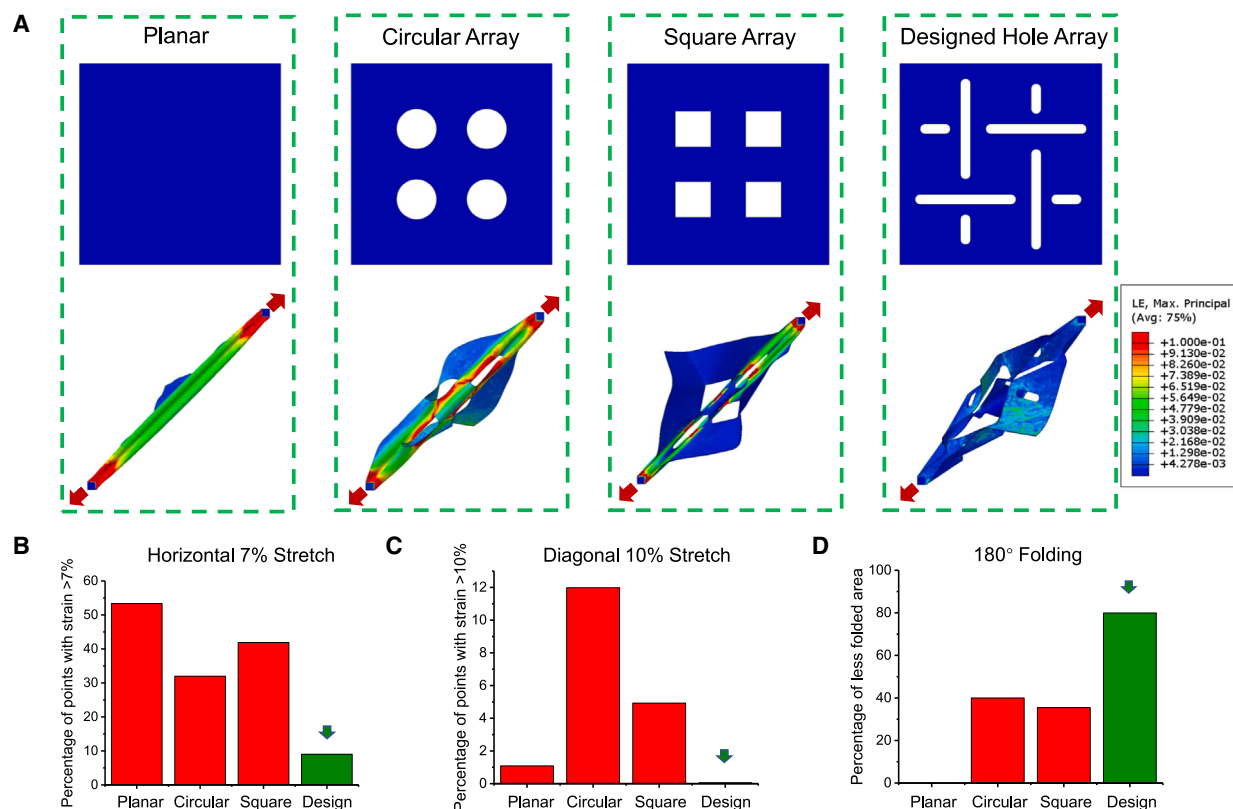 A
Planar
Circular Array
Square Array
Designed Hole Array
LE, Max. Principal
(Avg: 75%)
+1.000e-01
+9.130e-02
+8.260e-02
+7.389e-02
+6.519e-02
+5.649e-02
+4.779e-02
+3.909e-02
+3.038e-02
+2.168e-02
+1.298e-02
+4.278e-03
B
Horizontal 7% Stretch
Percentage of points with strain >7%
60
50
40
30
20
10
0
Planar Circular Square Design
C
Diagonal 10% Stretch
Percentage of points with strain >10%
12
10
8
6
4
2
0
Planar Circular Square Design
D
180° Folding
Percentage of less folded area
100
80
60
40
20
0
Planar Circular Square Design